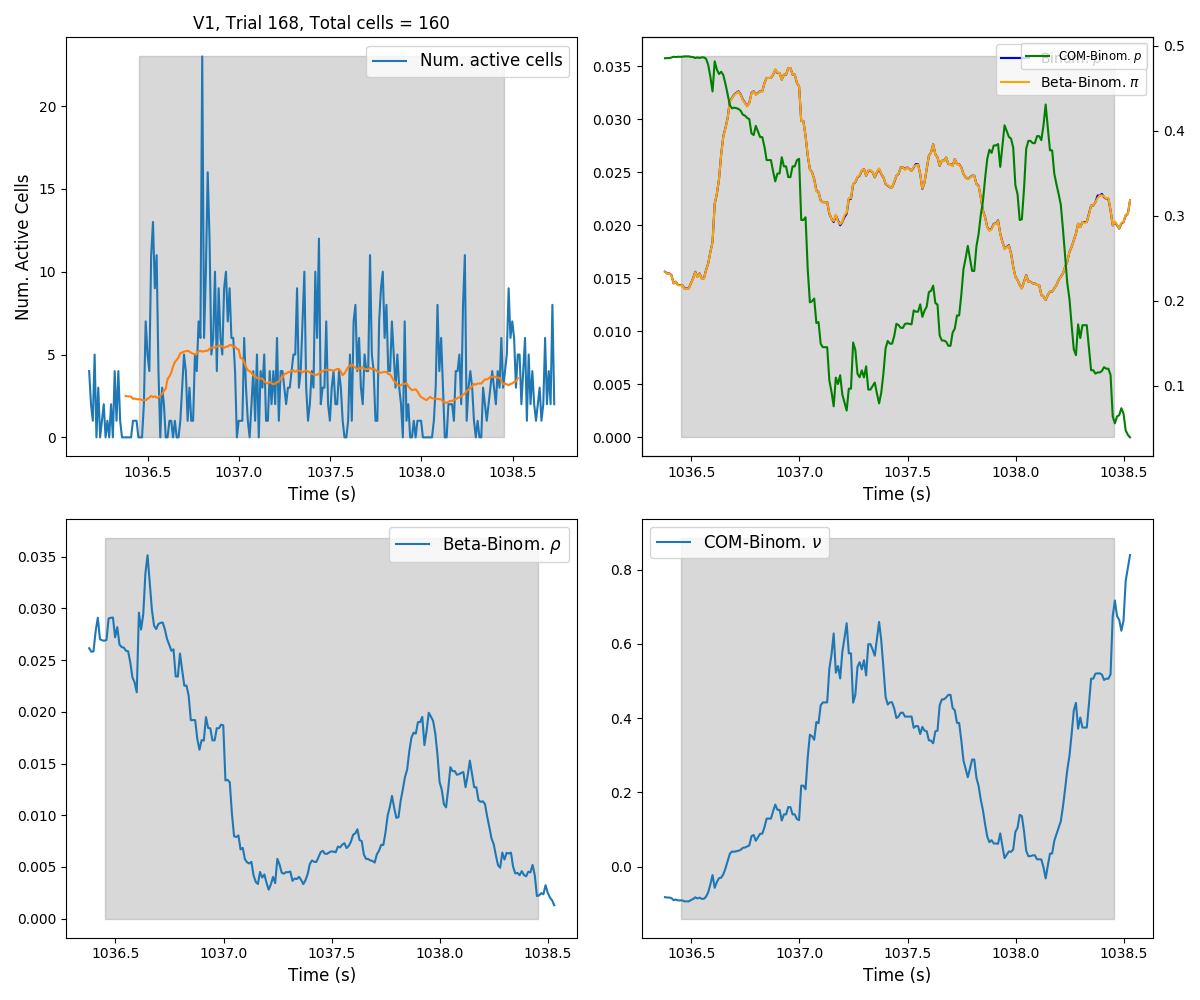 V1, Trial 168, Total cells = 160
Num. active cells
Num. Active Cells
20
15
10
5
0
1036.5 1037.0 1037.5 1038.0 1038.5
Time (s)
COM-Binom. p
Beta-Binom. π
0.035
0.030
0.025
0.020
0.015
0.010
0.005
0.000
0.5
0.4
0.3
0.2
0.1
1036.5 1037.0 1037.5 1038.0 1038.5
Time (s)
Beta-Binom. ρ
0.035
0.030
0.025
0.020
0.015
0.010
0.005
0.000
1036.5 1037.0 1037.5 1038.0 1038.5
Time (s)
COM-Binom. ν
0.8
0.6
0.4
0.2
0.0
1036.5 1037.0 1037.5 1038.0 1038.5
Time (s)